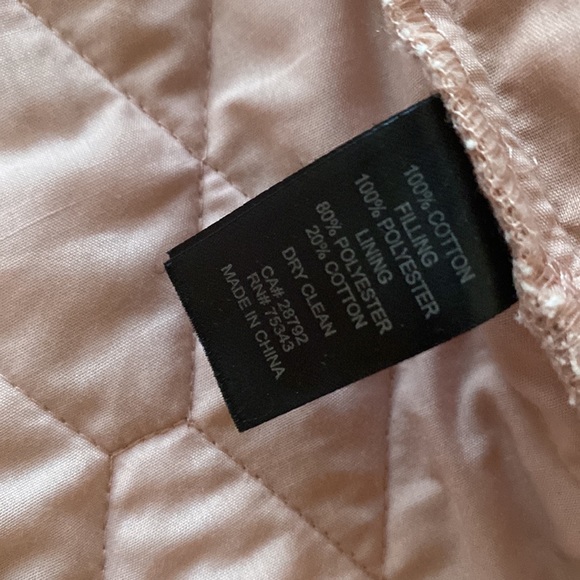 100% COTTON
FILLING
100% POLYESTER
LINING
80% POLYESTER
20% COTTON
DRY CLEAN
CA# 28792
RN# 75343
MADE IN CHINA